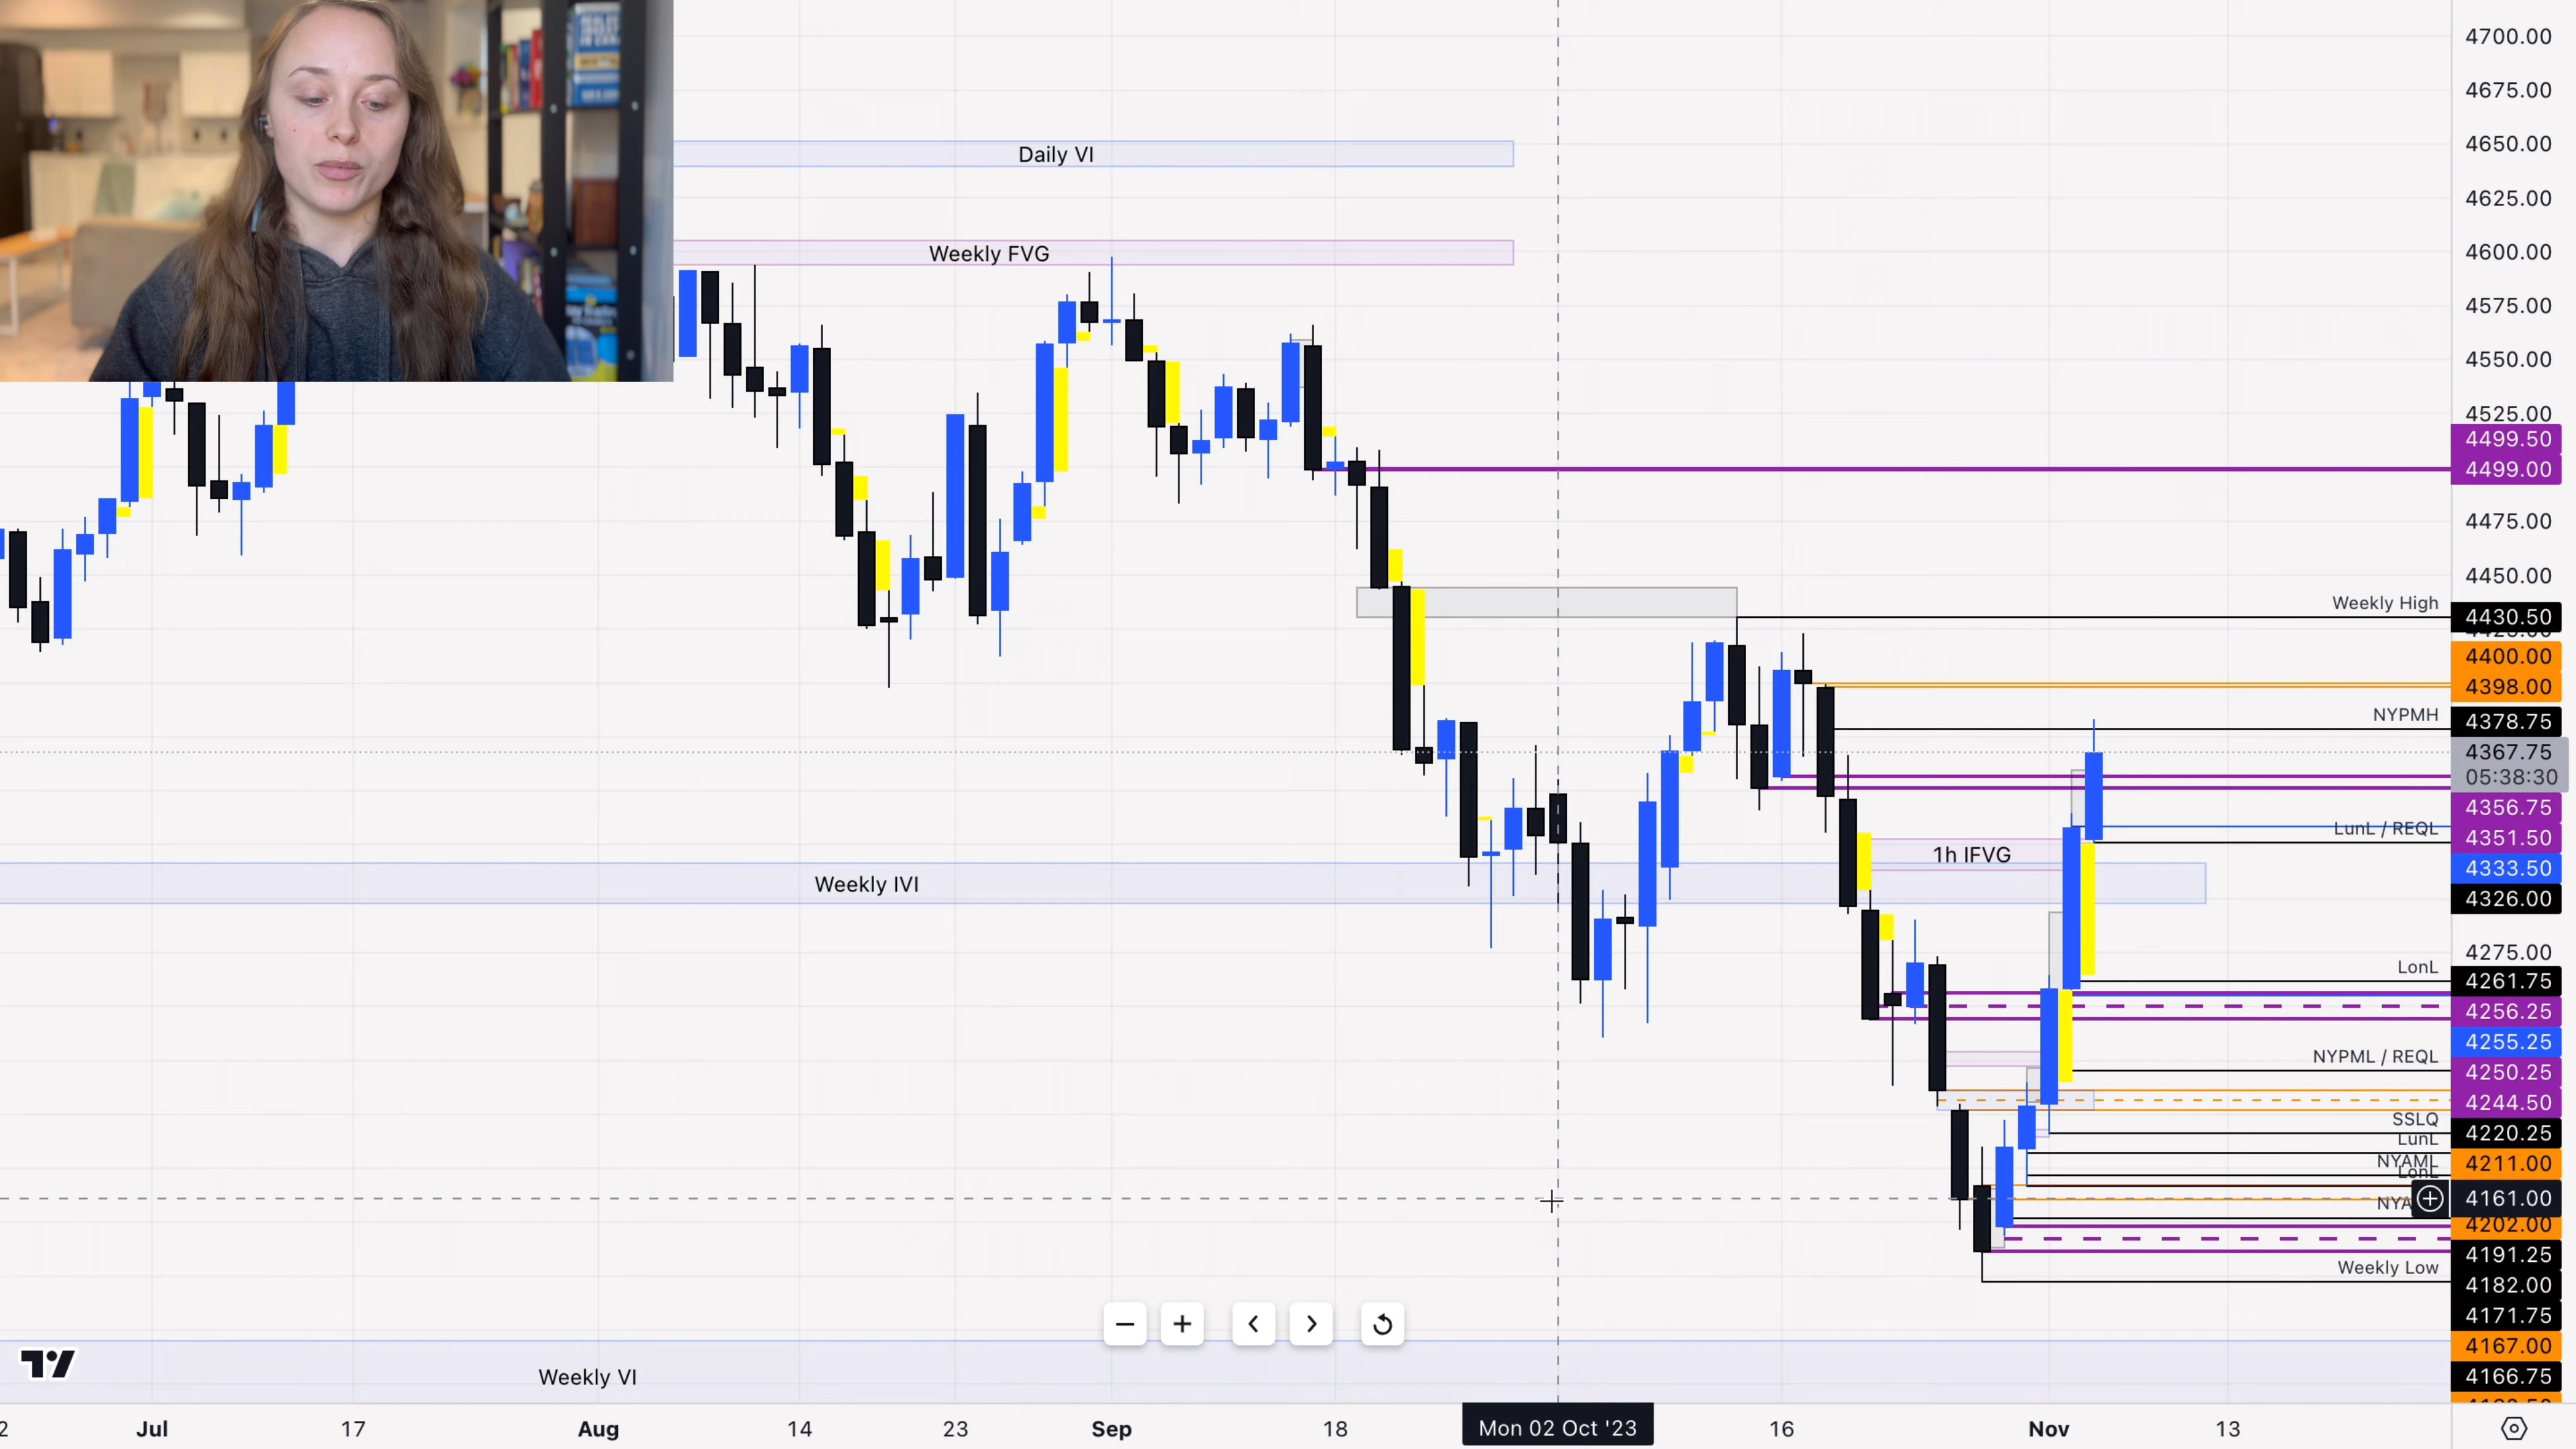 Daily VI
Weekly FVG
Weekly IVI
Weekly VI
1h IFVG
Weekly High
NYPMH
LunL / REQL
LonL
NYPML / REQL
SSLQ
LunL
NYAML
LonL
Weekly Low
4700.00
4675.00
4650.00
4625.00
4600.00
4575.00
4550.00
4525.00
4499.50
4499.00
4475.00
4450.00
4430.50
4400.00
4398.00
4378.75
4367.75
05:38:30
4356.75
4351.50
4333.50
4326.00
4275.00
4261.75
4256.25
4255.25
4250.25
4244.50
4220.25
4211.00
4161.00
4202.00
4191.25
4182.00
4171.75
4167.00
4166.75
Jul
17
Aug
14
23
Sep
18
Mon 02 Oct '23
16
Nov
13